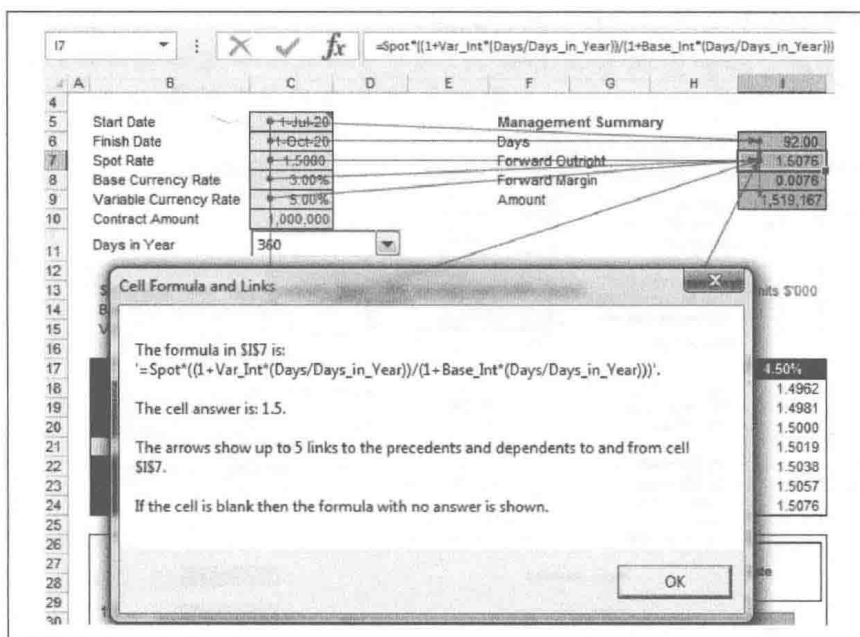 I7 fx =Spot*((1+Var_Int*(Days/Days_in_Year))/(1+Base_Int*(Days/Days_in_Year)))
A B C D E F G H I
4
5 Start Date 1-Jul-20 Management Summary
6 Finish Date 1-Oct-20 Days 92.00
7 Spot Rate 1.5000 Forward Outright 1.5076
8 Base Currency Rate 3.00% Forward Margin 0.0076
9 Variable Currency Rate 5.00% Amount 1,519,167
10 Contract Amount 1,000,000
11 Days in Year 360
12
13 S nits $'000
14 B
15 V
16
17 4.50%
18 1.4962
19 1.4981
20 1.5000
21 1.5019
22 1.5038
23 1.5057
24 1.5076
25
26
27
28
29
30
Cell Formula and Links
X
The formula in $I$7 is:
'=Spot*((1+Var_Int*(Days/Days_in_Year))/(1+Base_Int*(Days/Days_in_Year)))'.
The cell answer is: 1.5.
The arrows show up to 5 links to the precedents and dependents to and from cell
$I$7.
If the cell is blank then the formula with no answer is shown.
OK